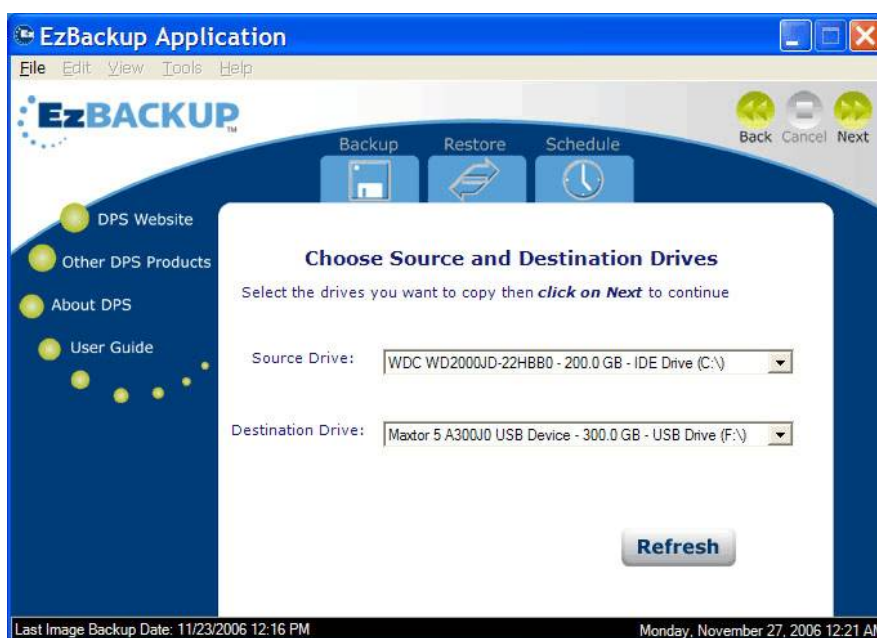 EzBackup Application
File Edit View Tools Help
EzBACKUP TM
Back Cancel Next
Backup Restore Schedule
DPS Website
Other DPS Products
About DPS
User Guide
Choose Source and Destination Drives
Select the drives you want to copy then click on Next to continue
Source Drive: WDC WD2000JD-22HBB0 - 200.0 GB - IDE Drive (C:\)
Destination Drive: Maxtor 5 A300J0 USB Device - 300.0 GB - USB Drive (F:\)
Refresh
Last Image Backup Date: 11/23/2006 12:16 PM Monday, November 27, 2006 12:21 AM